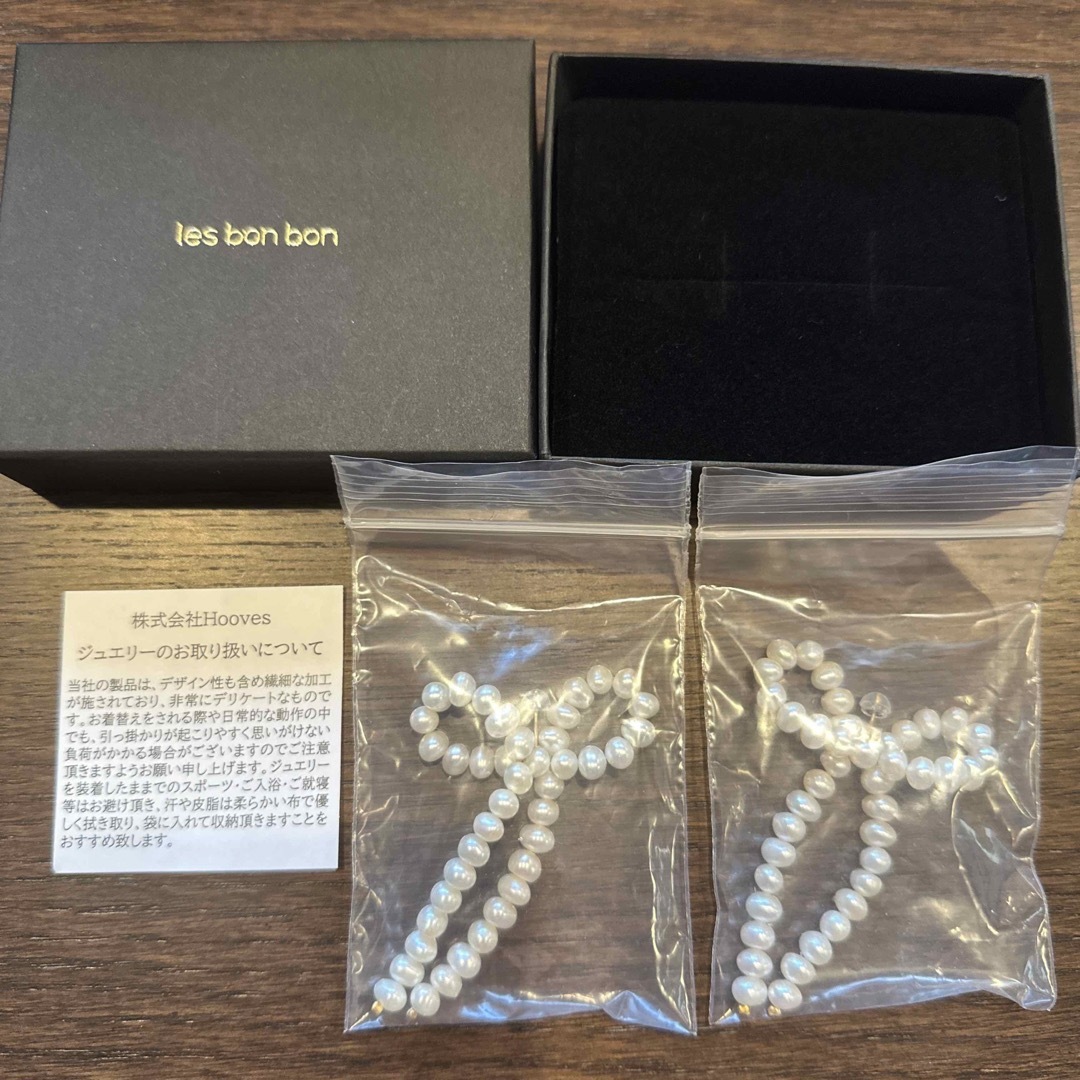 les bon bon
株式会社Hooves
ジュエリーのお取り扱いについて
当社の製品は、デザイン性も含め繊細な加工
が施されており、非常にデリケートなもので
す。お着替えをされる際や日常的な動作の中
でも、引っ掛かりが起こりやすく思いがけない
負荷がかかる場合がございますのでご注意
頂きますようお願い申し上げます。ジュエリー
を装着したままでのスポーツ・ご入浴・ご就寝
等はお避け頂き、汗や皮脂は柔らかい布で優
しく拭き取り、袋に入れて収納頂きますことを
おすすめ致します。